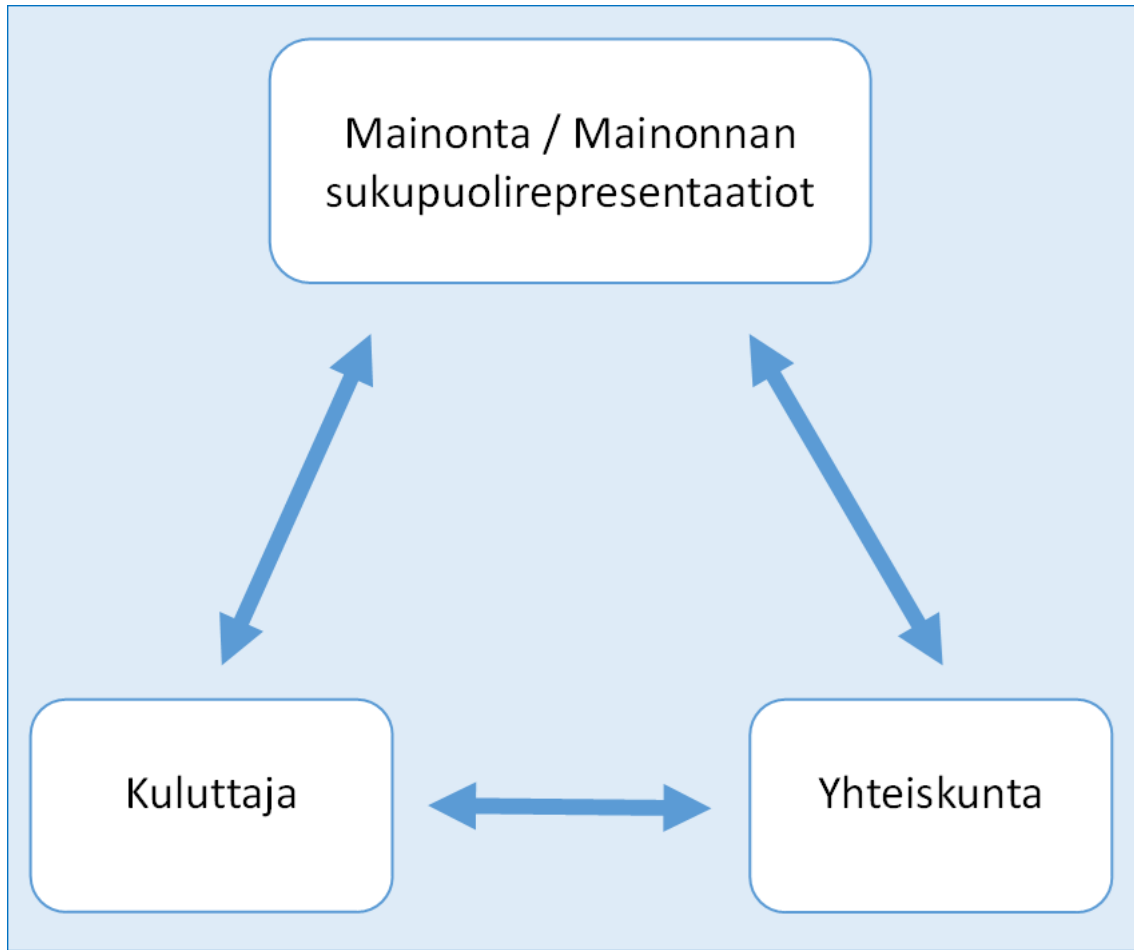 Mainonta / Mainonnan
sukupuolirepresentaatiot
Kuluttaja
Yhteiskunta